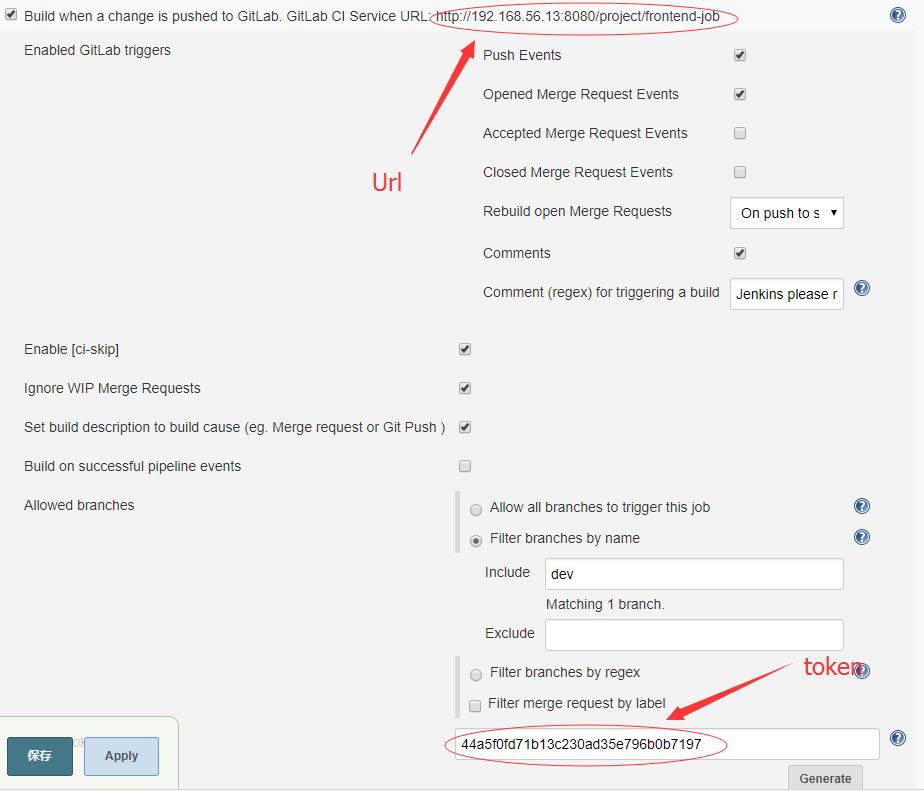 Build when a change is pushed to GitLab. GitLab CI Service URL: http://192.168.56.13:8080/project/frontend-job
Enabled GitLab triggers
Push Events
Opened Merge Request Events
Accepted Merge Request Events
Url
Closed Merge Request Events
Rebuild open Merge Requests On push to s
Comments
Comment (regex) for triggering a build Jenkins please r
Enable [ci-skip]
Ignore WIP Merge Requests
Set build description to build cause (eg. Merge request or Git Push )
Build on successful pipeline events
Allowed branches
Allow all branches to trigger this job
Filter branches by name
Include dev
Matching 1 branch.
Exclude
token
Filter branches by regex
Filter merge request by label
44a5f0fd71b13c230ad35e796b0b7197
保存 Apply
Generate